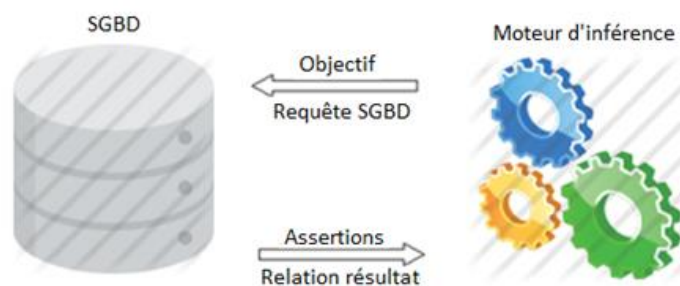 SGBD
Moteur d'inférence
Objectif
Requête SGBD
Assertions
Relation résultat